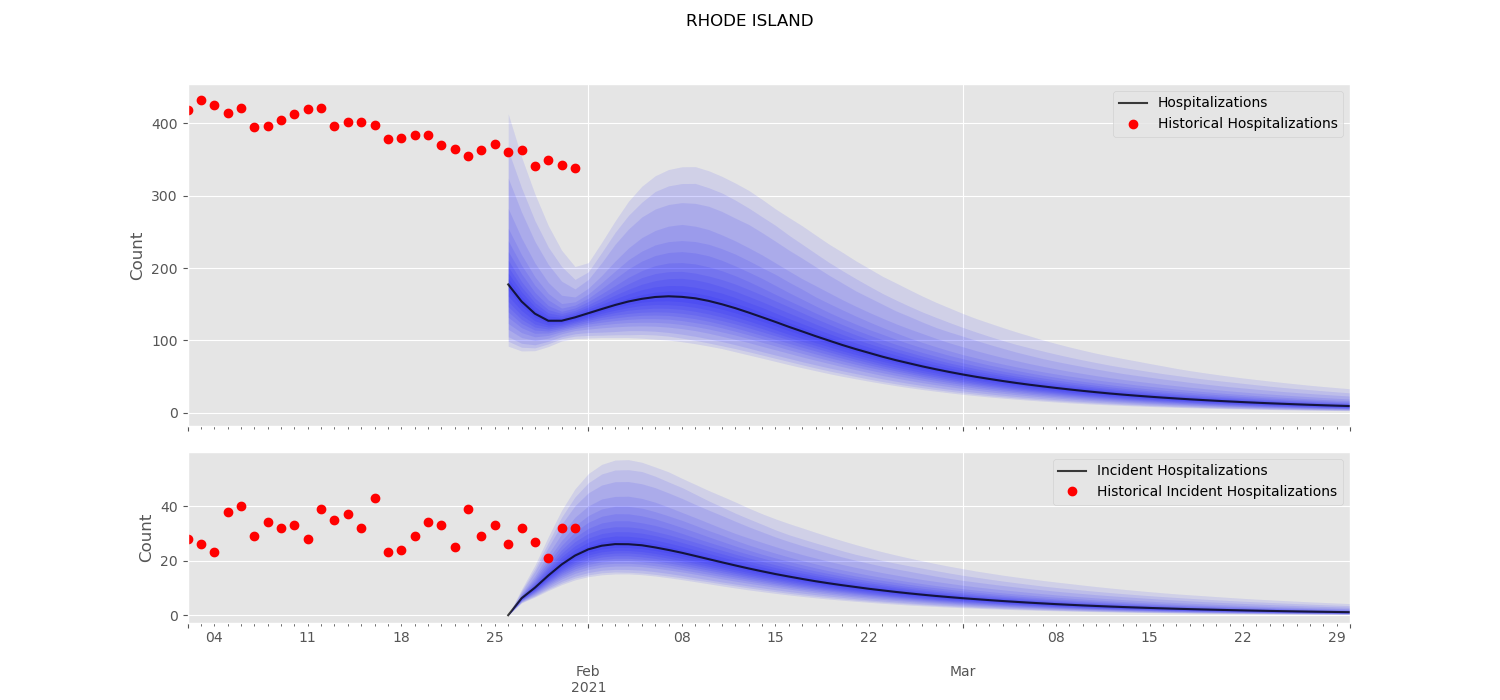 RHODE ISLAND
Hospitalizations
Historical Hospitalizations
Count
400
300
200
100
0
Incident Hospitalizations
Historical Incident Hospitalizations
Count
40
20
0
04 11 18 25 08 15 22 08 15 22 29
Feb Mar
2021